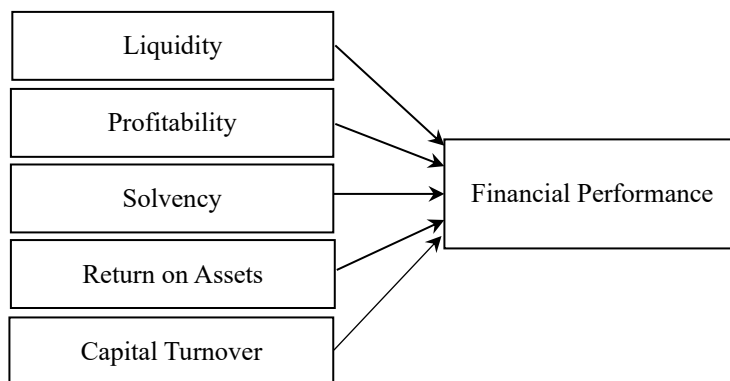 Liquidity
Profitability
Solvency
Financial Performance
Return on Assets
Capital Turnover